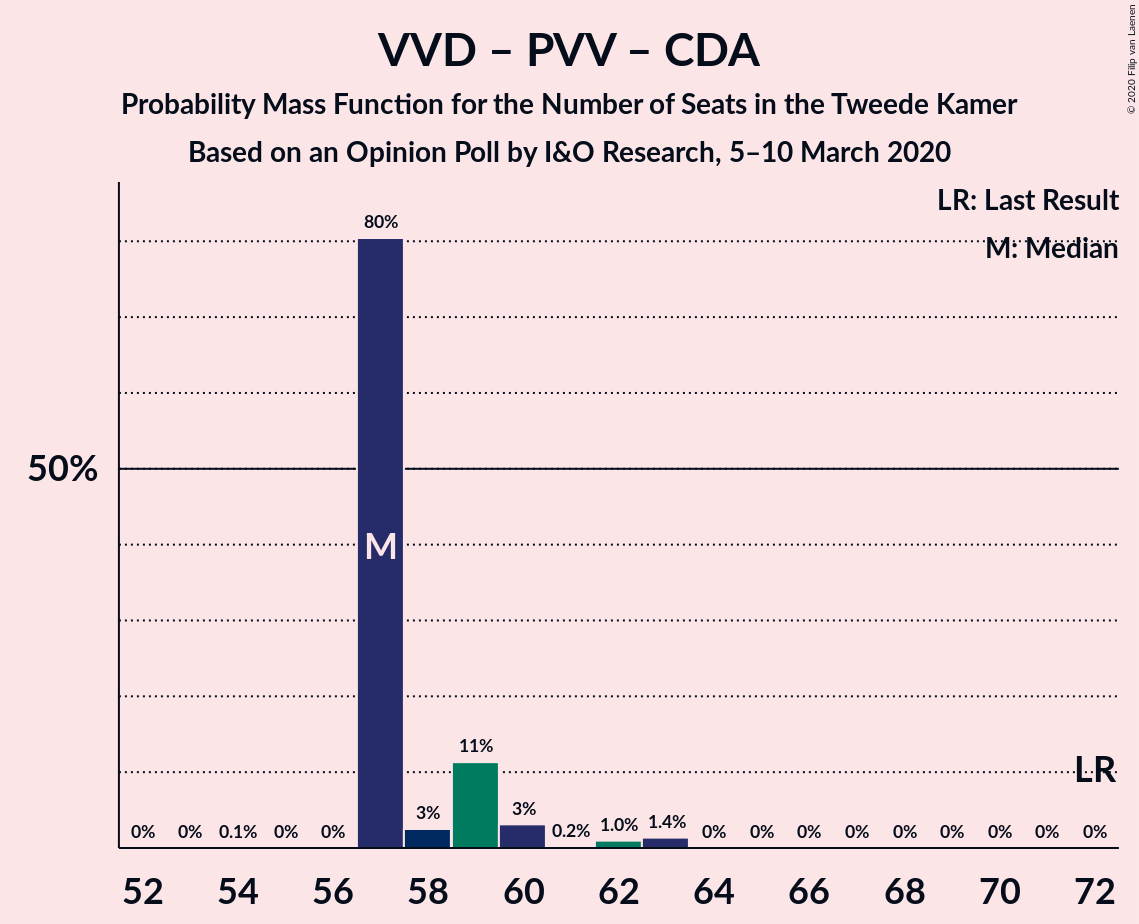 VVD – PVV – CDA
Probability Mass Function for the Number of Seats in the Tweede Kamer
Based on an Opinion Poll by I&O Research, 5–10 March 2020
© 2020 Filip van Laenen
LR: Last Result
M: Median
50%
80%
M
11%
LR
0% 0% 0.1% 0% 0% 3% 3% 0.2% 1.0% 1.4% 0% 0% 0% 0% 0% 0% 0% 0% 0%
52 54 56 58 60 62 64 66 68 70 72